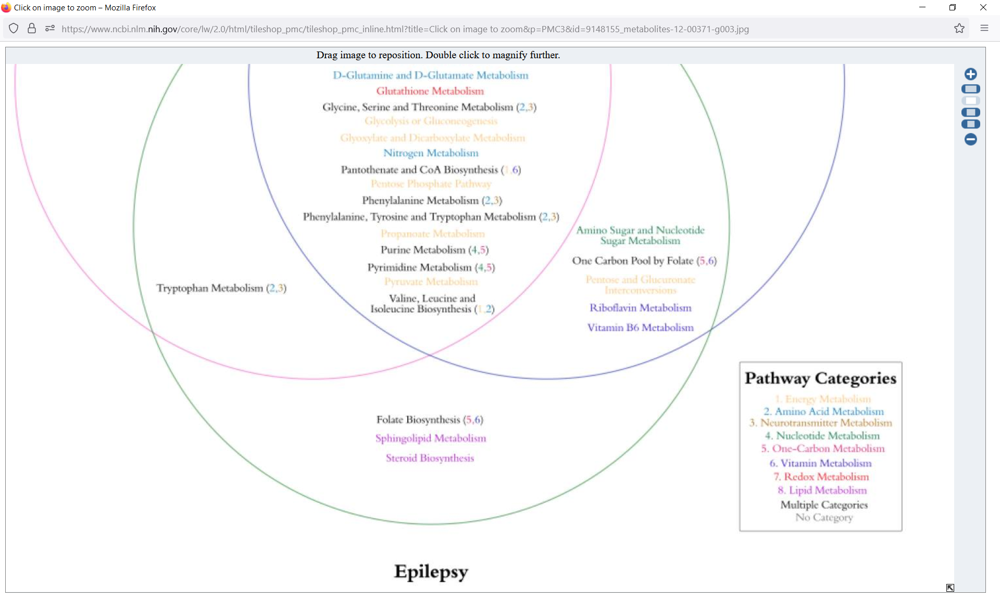 Click on image to zoom – Mozilla Firefox
https://www.ncbi.nlm.nih.gov/core/lw/2.0/html/tileshop_pmc/tileshop_pmc_inline.html?title=Click on image to zoom&p=PMC3&id=9148155_metabolites-12-00371-g003.jpg
Drag image to reposition. Double click to magnify further.
D-Glutamine and D-Glutamate Metabolism
Glutathione Metabolism
Glycine, Serine and Threonine Metabolism (2,3)
Glycolysis or Gluconeogenesis
Glyoxylate and Dicarboxylate Metabolism
Nitrogen Metabolism
Pantothenate and CoA Biosynthesis (1,6)
Pentose Phosphate Pathway
Phenylalanine Metabolism (2,3)
Phenylalanine, Tyrosine and Tryptophan Metabolism (2,3)
Propanoate Metabolism
Purine Metabolism (4,5)
Pyrimidine Metabolism (4,5)
Pyruvate Metabolism
Valine, Leucine and
Isoleucine Biosynthesis (1,2)
Tryptophan Metabolism (2,3)
Amino Sugar and Nucleotide
Sugar Metabolism
One Carbon Pool by Folate (5,6)
Pentose and Glucuronate
Interconversions
Riboflavin Metabolism
Vitamin B6 Metabolism
Folate Biosynthesis (5,6)
Sphingolipid Metabolism
Steroid Biosynthesis
Pathway Categories
1. Energy Metabolism
2. Amino Acid Metabolism
3. Neurotransmitter Metabolism
4. Nucleotide Metabolism
5. One-Carbon Metabolism
6. Vitamin Metabolism
7. Redox Metabolism
8. Lipid Metabolism
Multiple Categories
No Category
Epilepsy